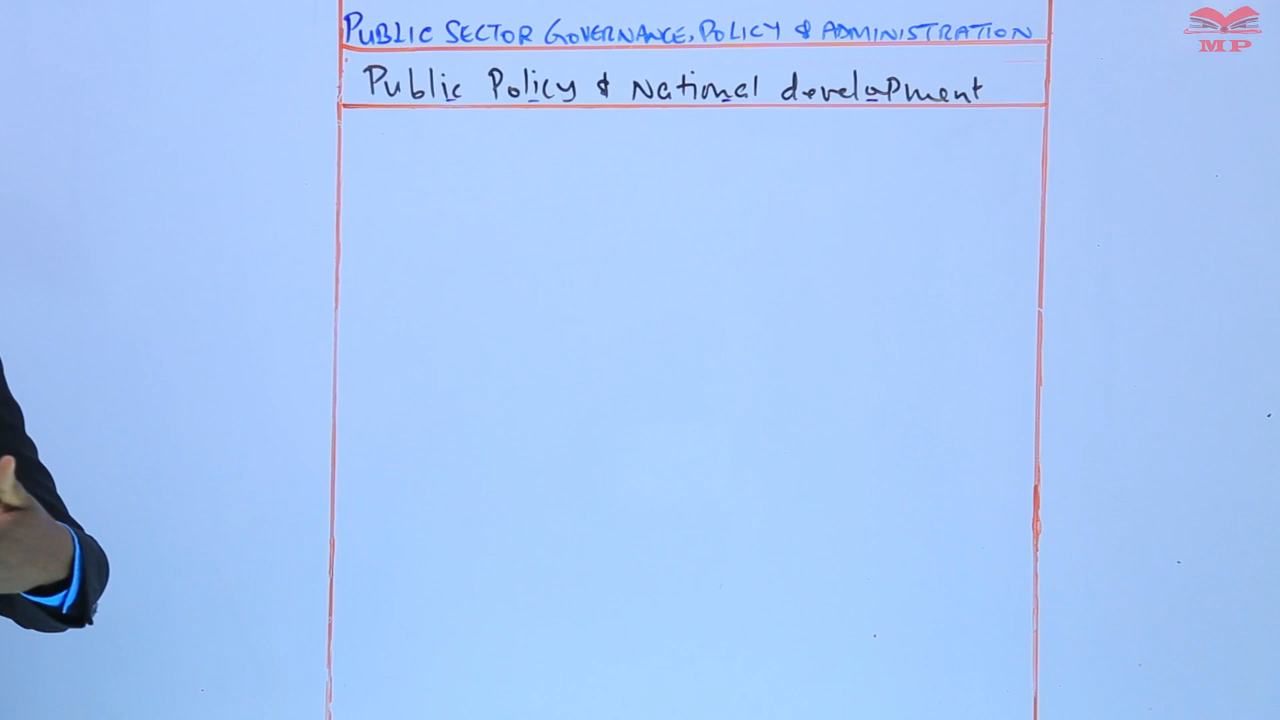 PUBLIC SECTOR GOVERNANCE, POLICY & ADMINISTRATION
Public Policy & National development
MP